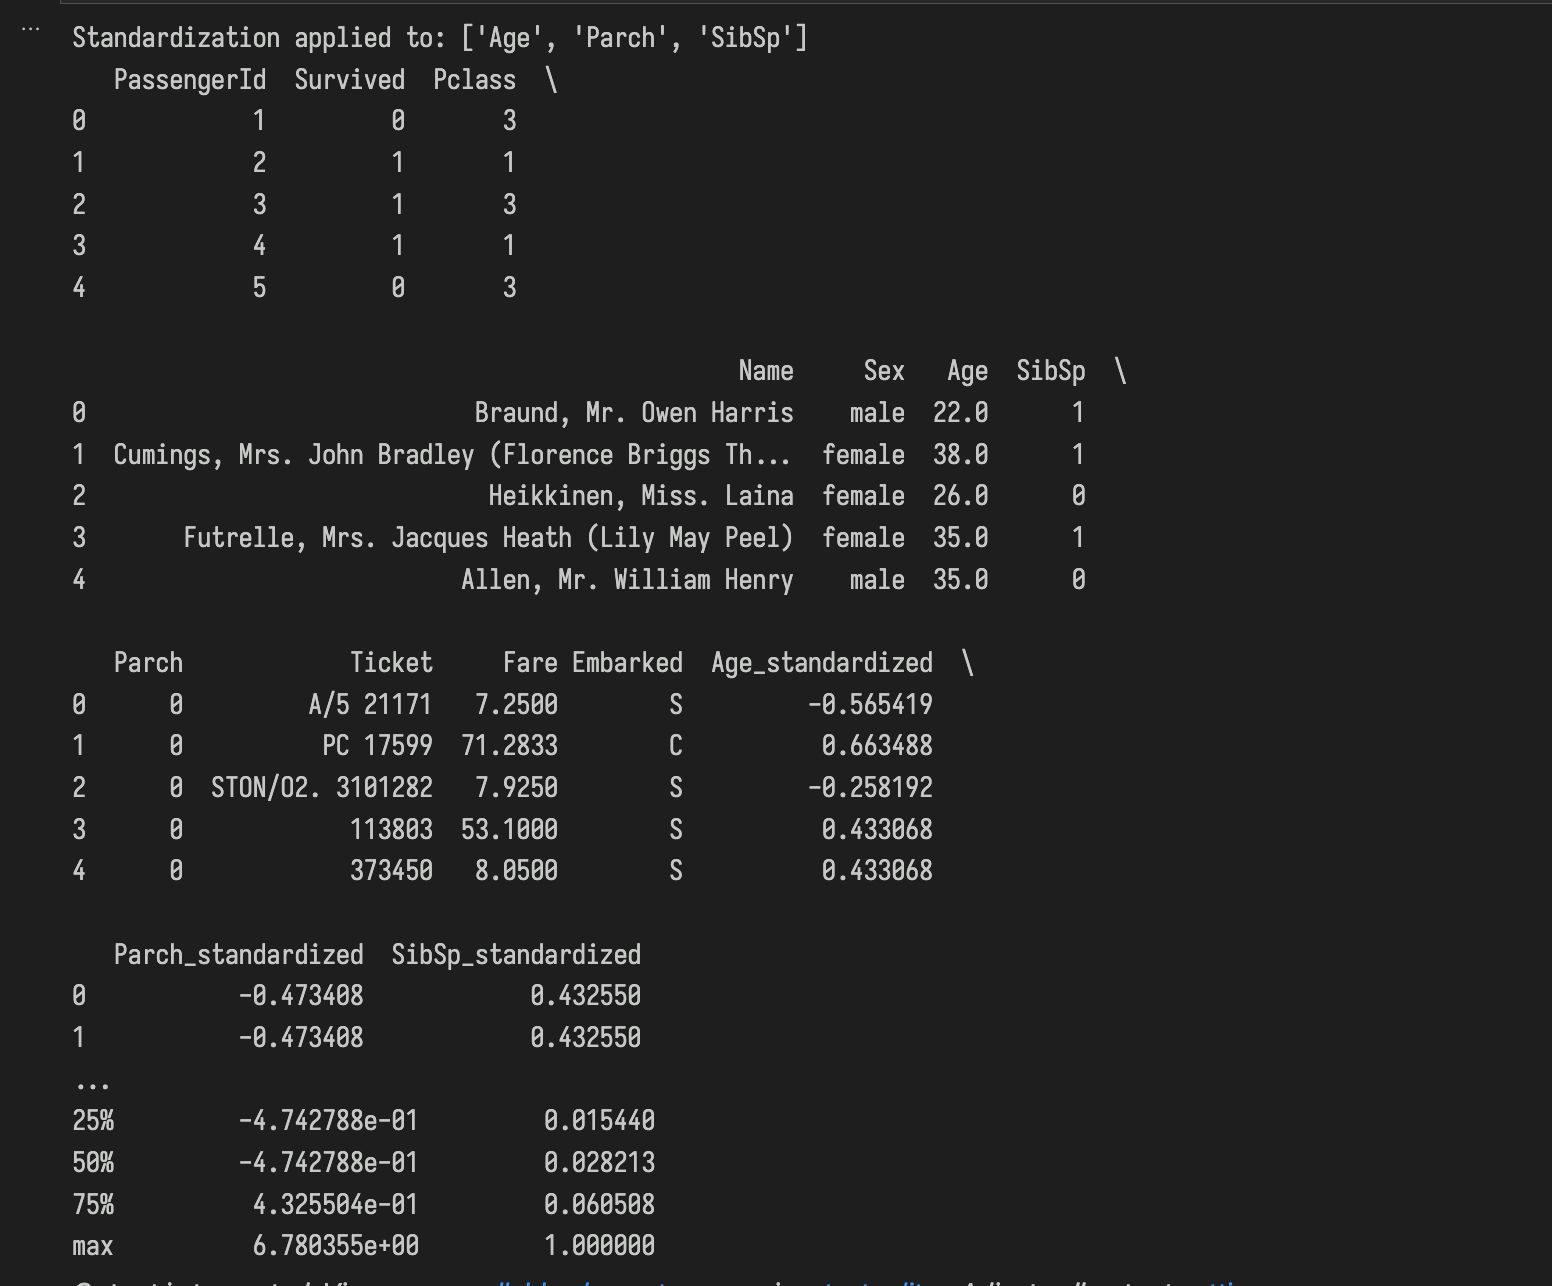 ...
Standardization applied to: ['Age', 'Parch', 'SibSp']
PassengerId Survived Pclass \
0 1 0 3
1 2 1 1
2 3 1 3
3 4 1 1
4 5 0 3
Name Sex Age SibSp \
0 Braund, Mr. Owen Harris male 22.0 1
1 Cumings, Mrs. John Bradley (Florence Briggs Th... female 38.0 1
2 Heikkinen, Miss. Laina female 26.0 0
3 Futrelle, Mrs. Jacques Heath (Lily May Peel) female 35.0 1
4 Allen, Mr. William Henry male 35.0 0
Parch Ticket Fare Embarked Age_standardized \
0 0 A/5 21171 7.2500 S -0.565419
1 0 PC 17599 71.2833 C 0.663488
2 0 STON/O2. 3101282 7.9250 S -0.258192
3 0 113803 53.1000 S 0.433068
4 0 373450 8.0500 S 0.433068
Parch_standardized SibSp_standardized
0 -0.473408 0.432550
1 -0.473408 0.432550
...
25% -4.742788e-01 0.015440
50% -4.742788e-01 0.028213
75% 4.325504e-01 0.060508
max 6.780355e+00 1.000000